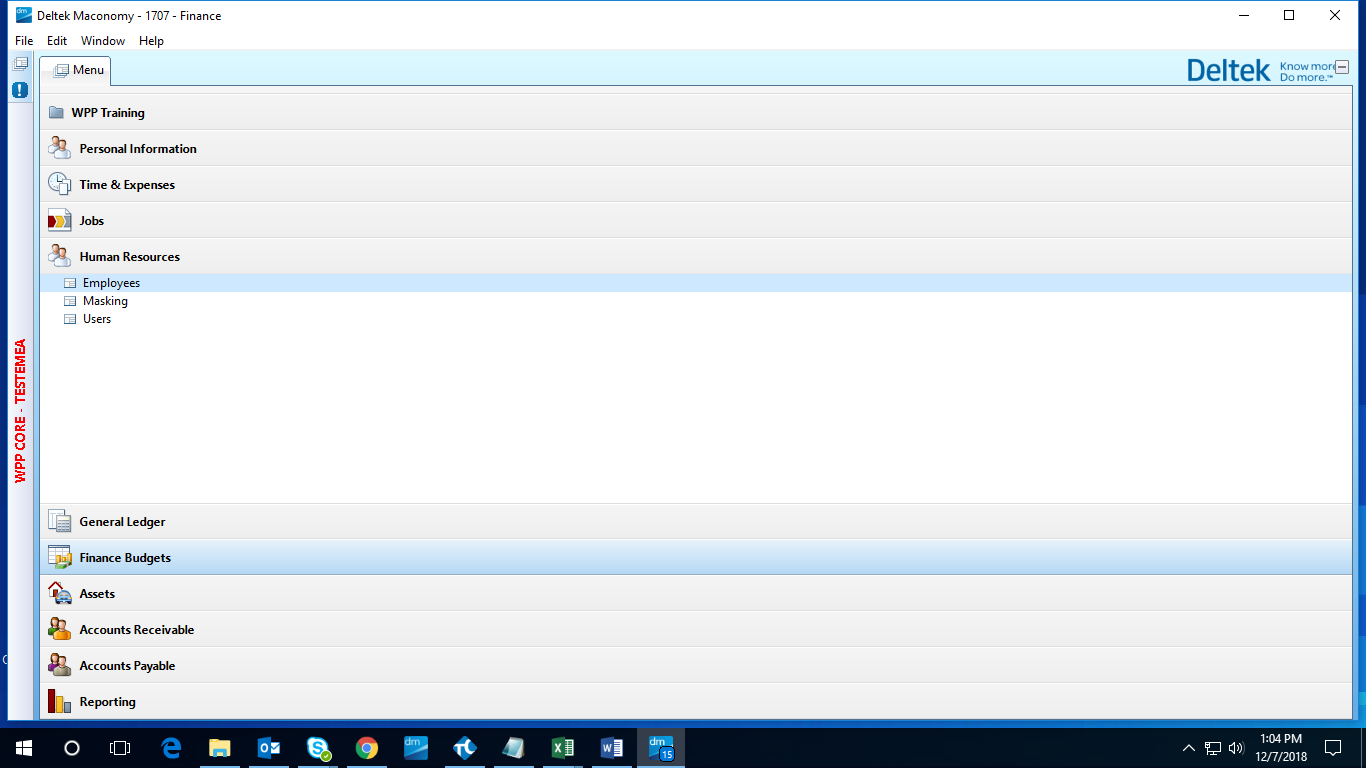 Deltek Maconomy - 1707 - Finance
File Edit Window Help
Menu
Deltek Know more
Do more.™
WPP Training
Personal Information
Time & Expenses
Jobs
Human Resources
Employees
Masking
Users
WPP CORE - TESTEMEA
General Ledger
Finance Budgets
Assets
Accounts Receivable
Accounts Payable
Reporting
dm
15
1:04 PM
12/7/2018